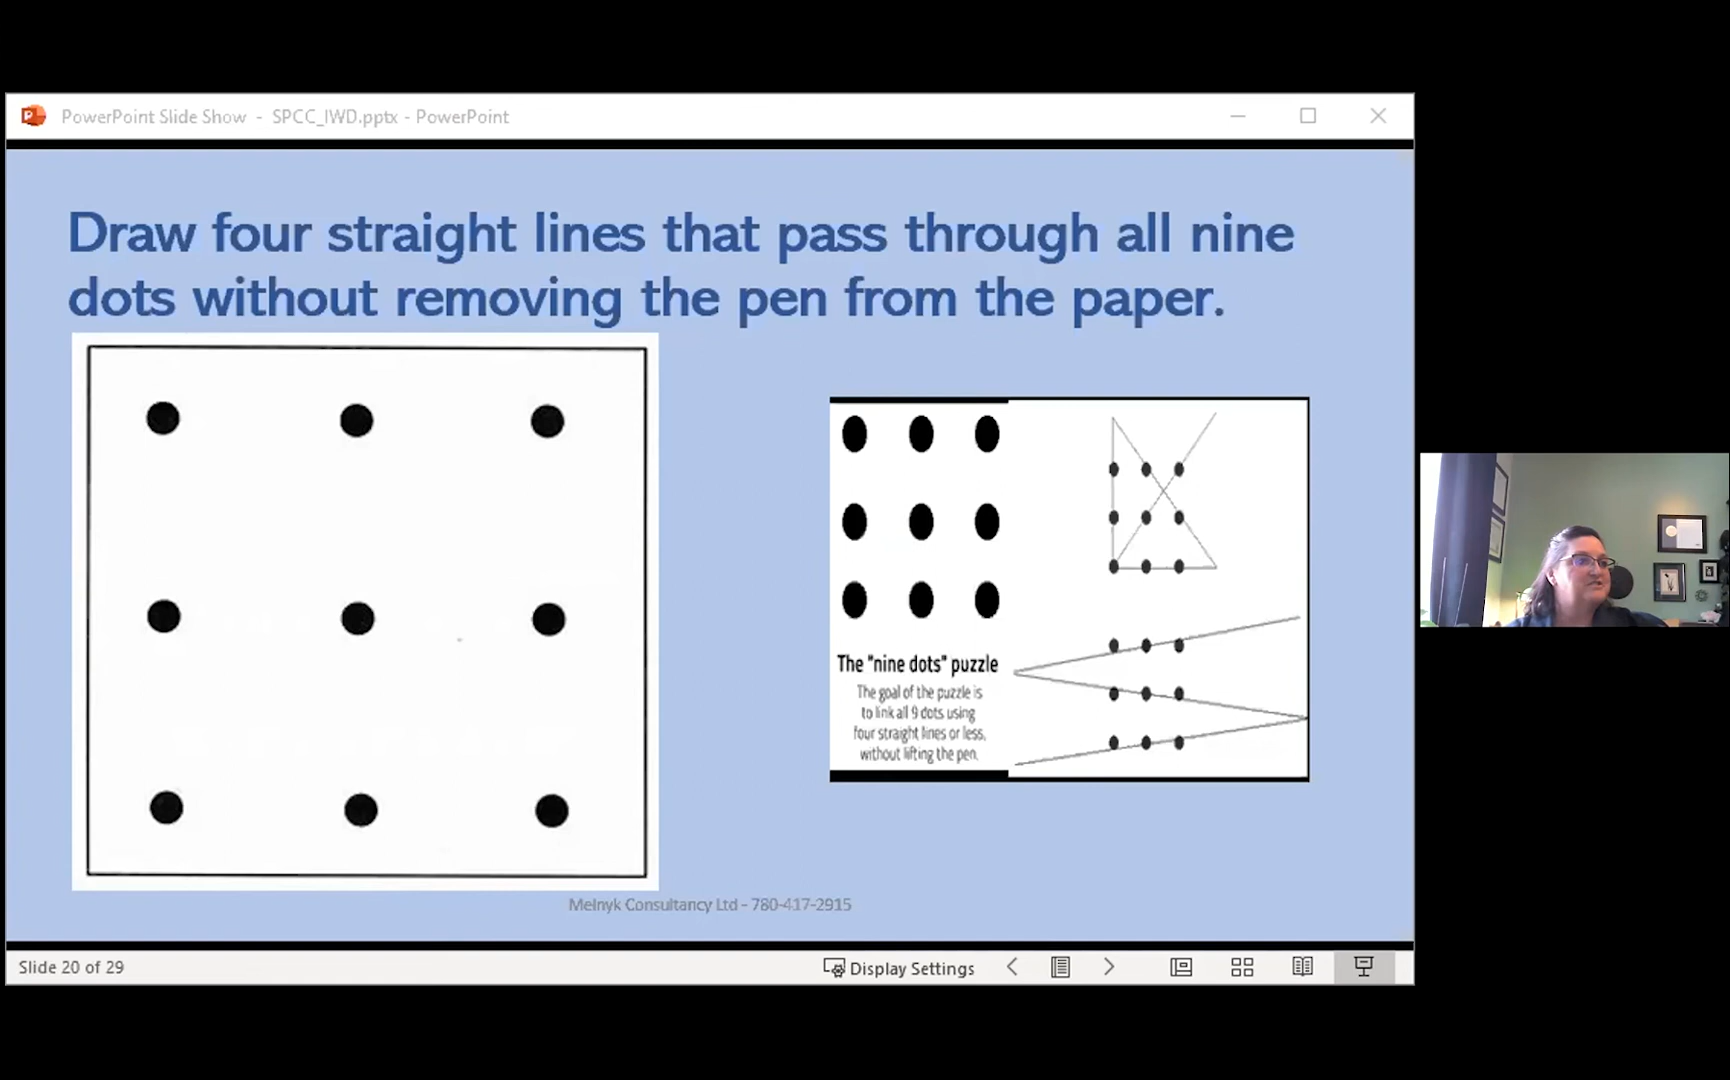 PowerPoint Slide Show - SPCC_IWD.pptx - PowerPoint
Draw four straight lines that pass through all nine
dots without removing the pen from the paper.
The "nine dots" puzzle
The goal of the puzzle is
to link all 9 dots using
four straight lines or less,
without lifting the pen.
Melnyk Consultancy Ltd - 780-417-2915
Slide 20 of 29
Display Settings